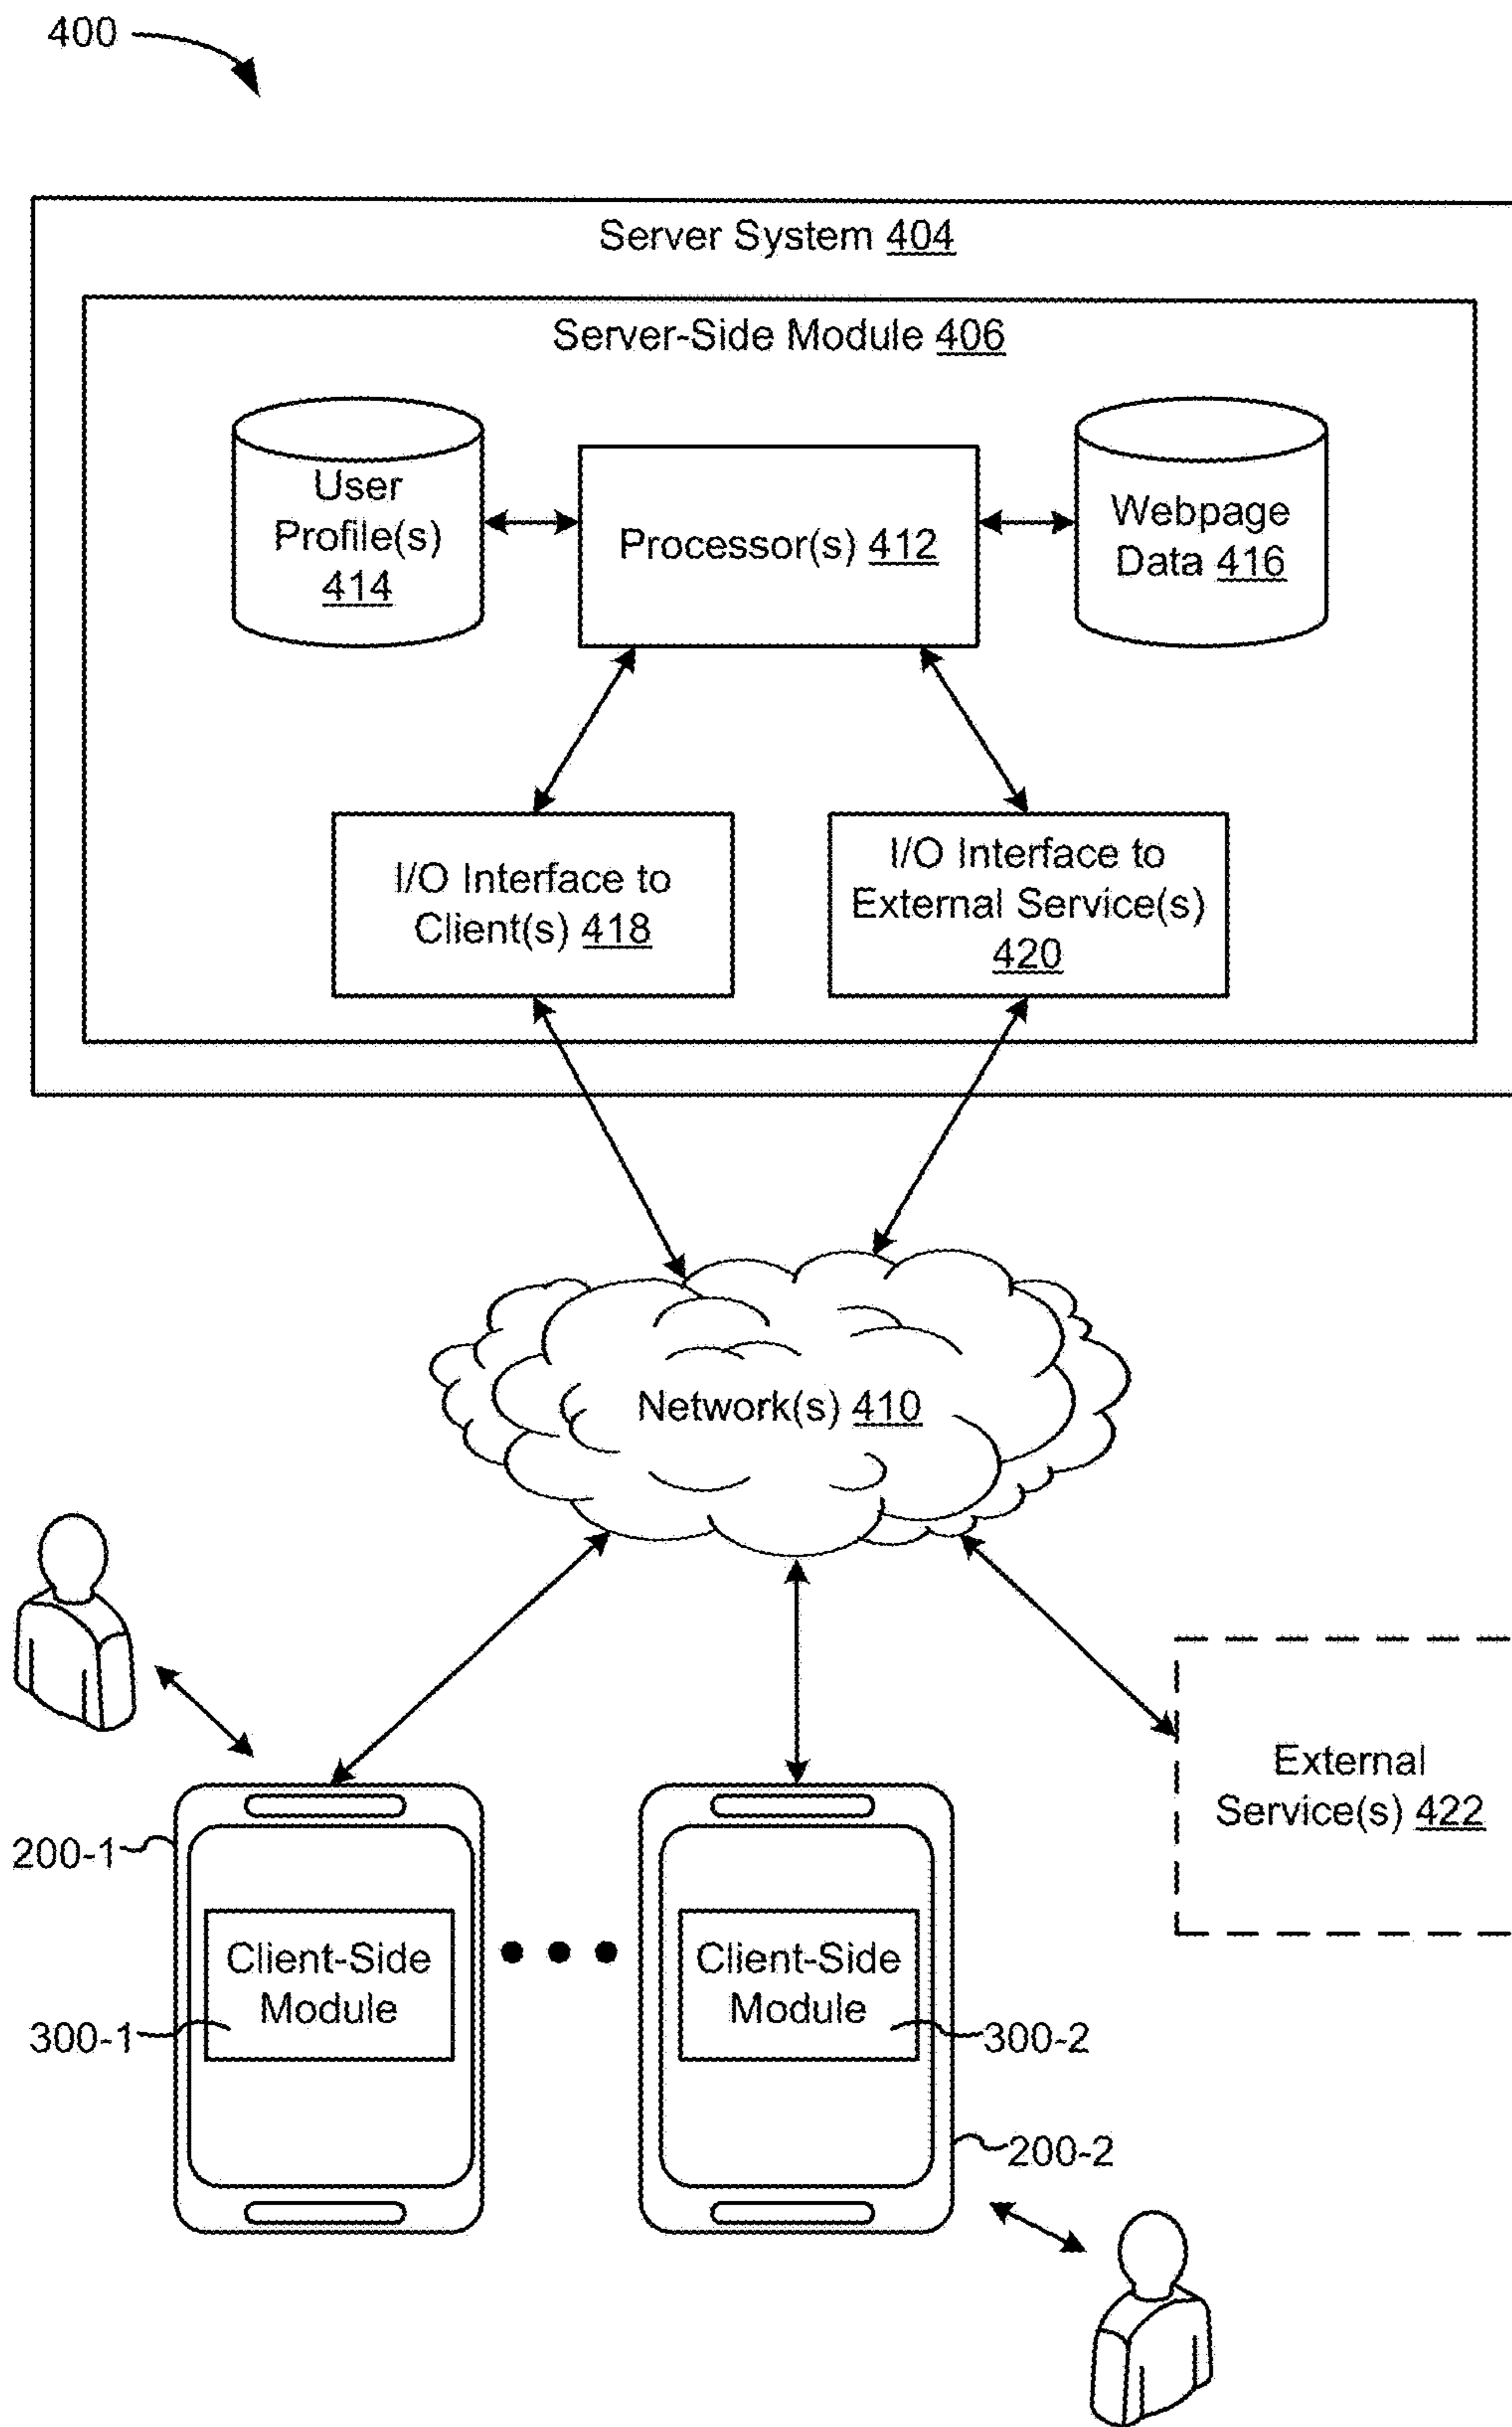 400
Server System 404
Server-Side Module 406
User
Profile(s)
414
Processor(s) 412
Webpage
Data 416
I/O Interface to
Client(s) 418
I/O Interface to
External Service(s)
420
Network(s) 410
External
Service(s) 422
200-1
Client-Side
Module
300-1
Client-Side
Module
300-2
200-2